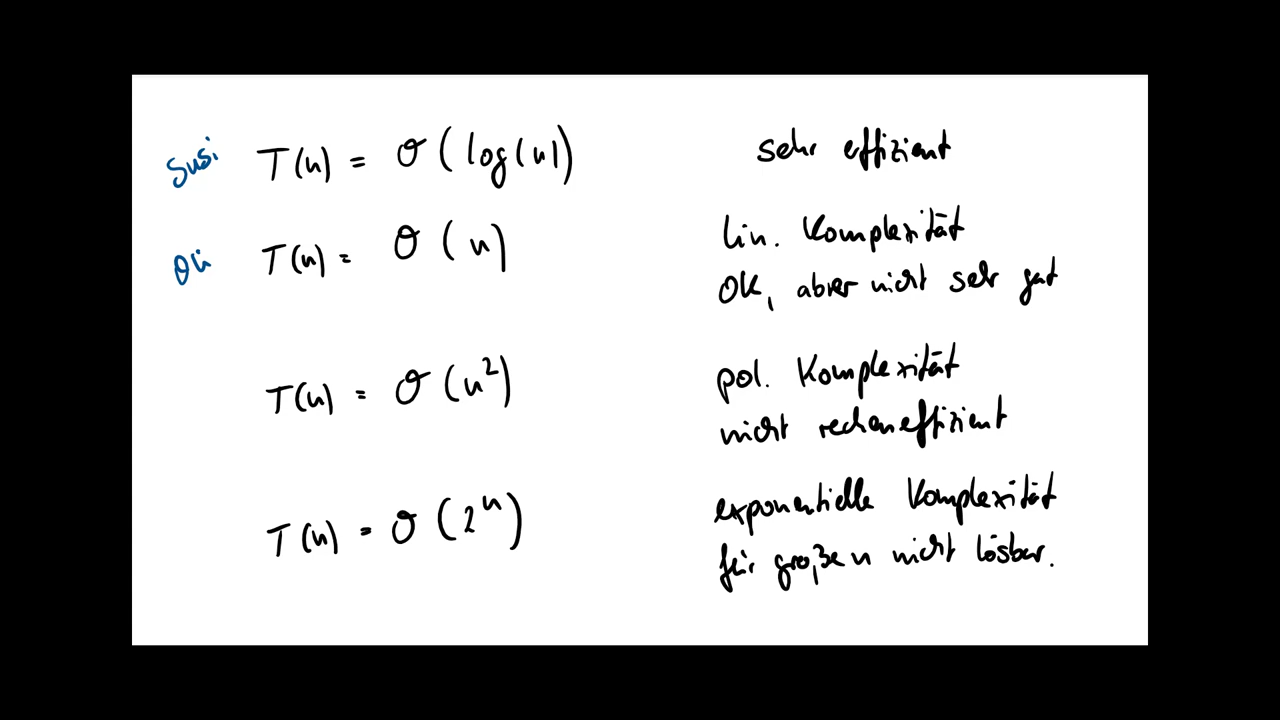 Susi T(n) = O(log(n)) sehr effizient
Oli T(n) = O(n) lin. Komplexität
OK, aber nicht sehr gut
T(n) = O(n²) pol. Komplexität
nicht recheneffizient
T(n) = O(2ⁿ) exponentielle Komplexität
für großen nicht lösbar.